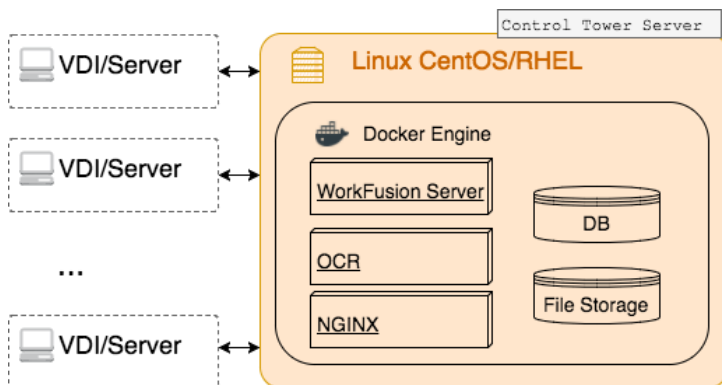 Control Tower Server
VDI/Server
Linux CentOS/RHEL
Docker Engine
VDI/Server
WorkFusion Server
DB
...
OCR
File Storage
NGINX
VDI/Server